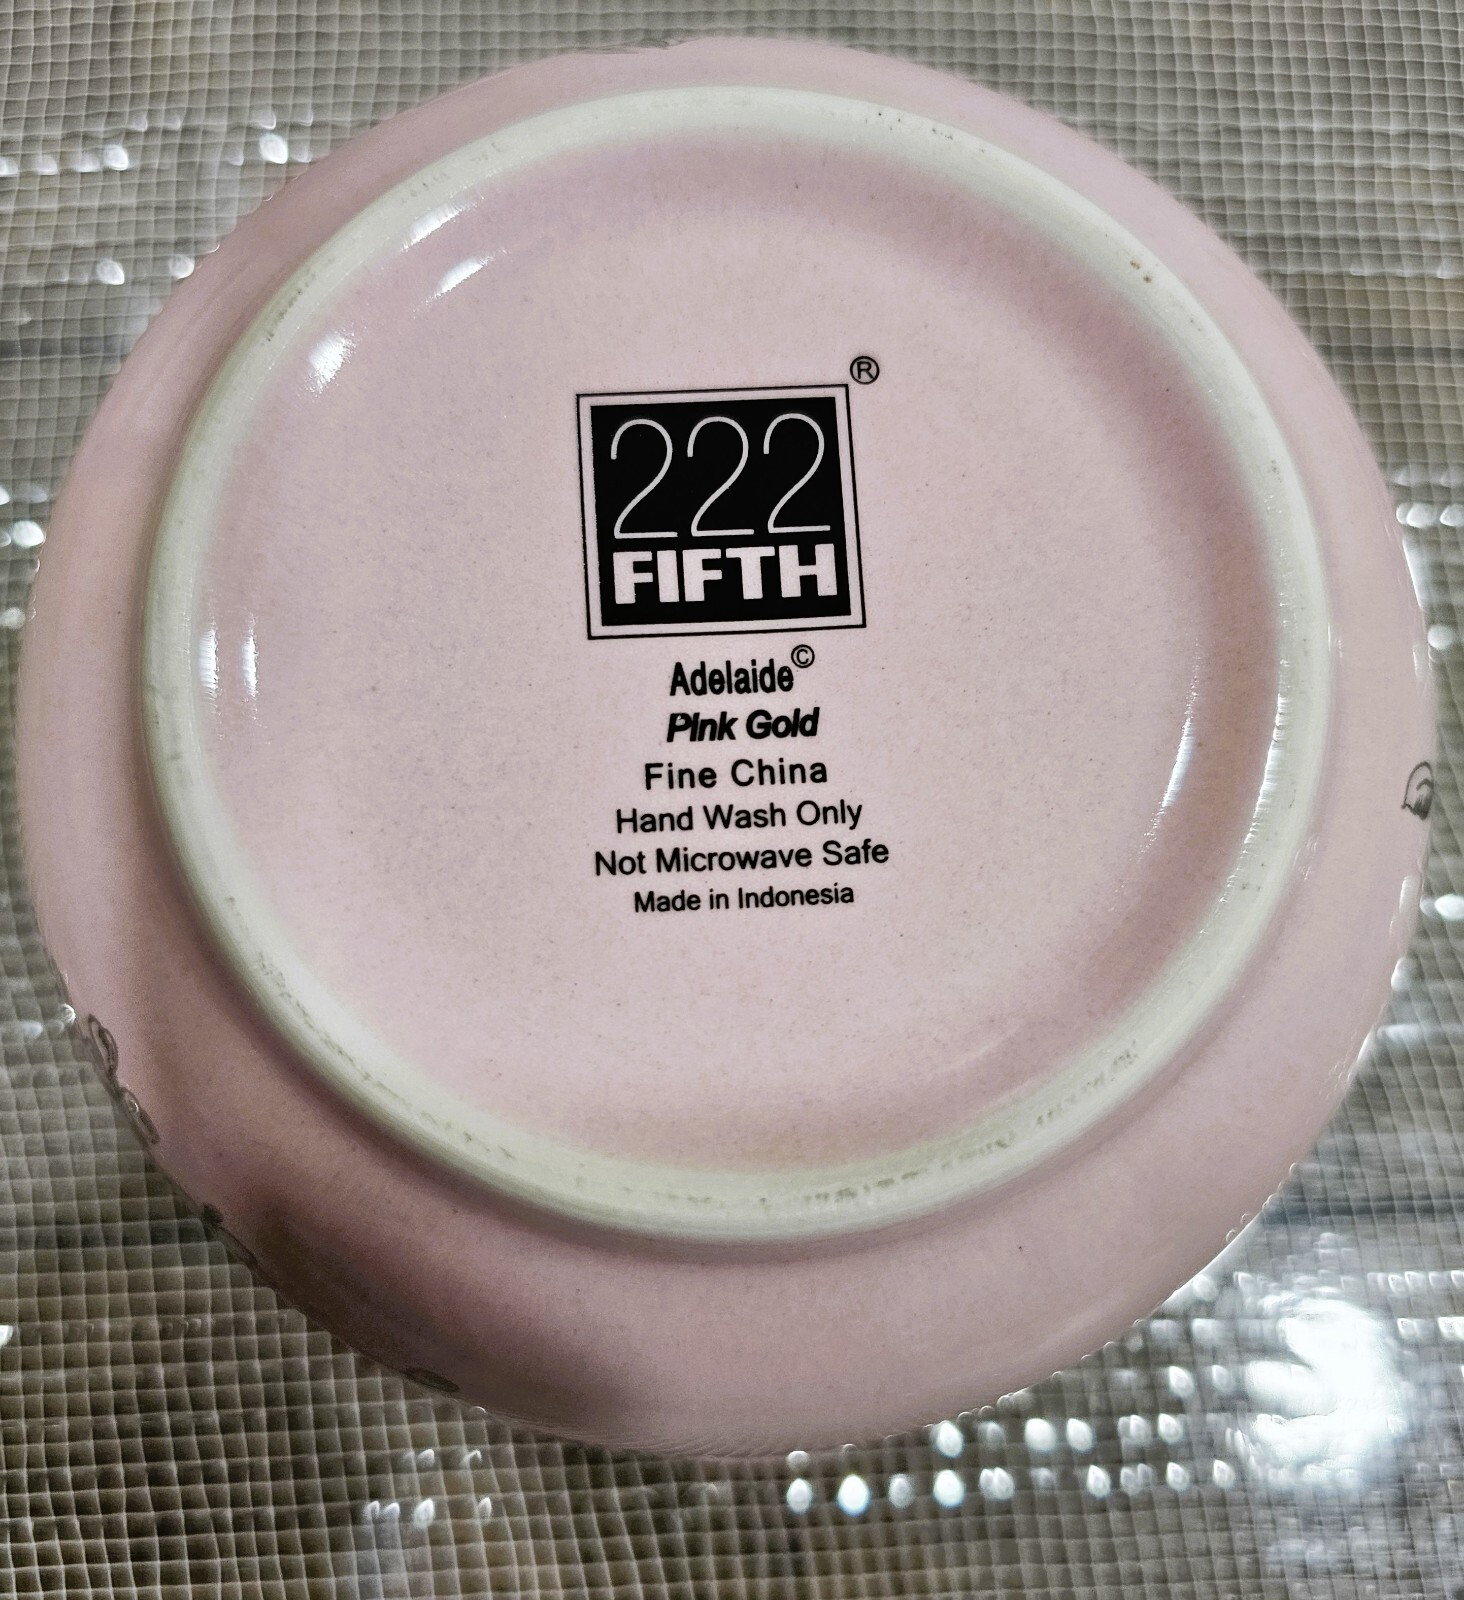 ®
222
FIFTH
Adelaide©
Pink Gold
Fine China
Hand Wash Only
Not Microwave Safe
Made in Indonesia